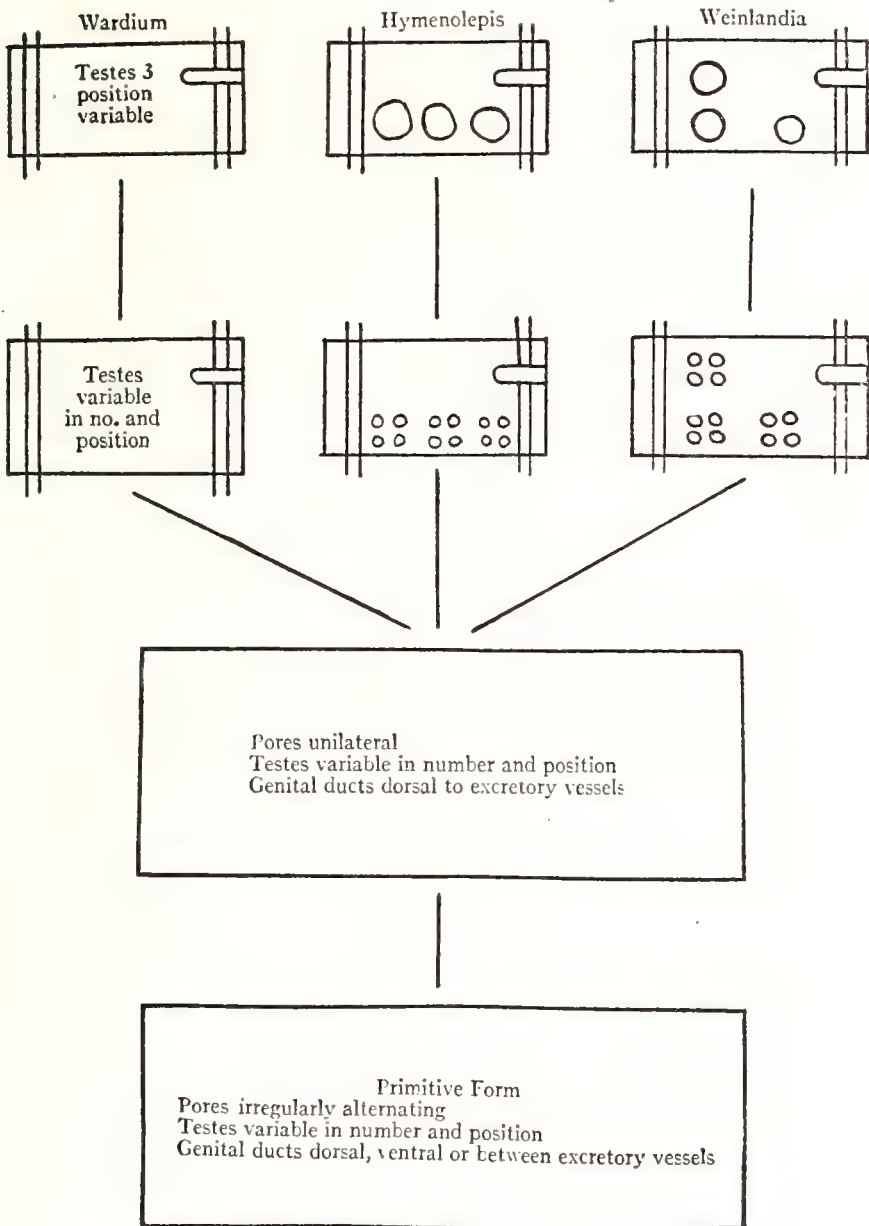 Wardium
Hymenolepis
Weinlandia
Testes 3
position
variable
Testes
variable
in no. and
position
Pores unilateral
Testes variable in number and position
Genital ducts dorsal to excretory vessels
Primitive Form
Pores irregularly alternating
Testes variable in number and position
Genital ducts dorsal, ventral or between excretory vessels